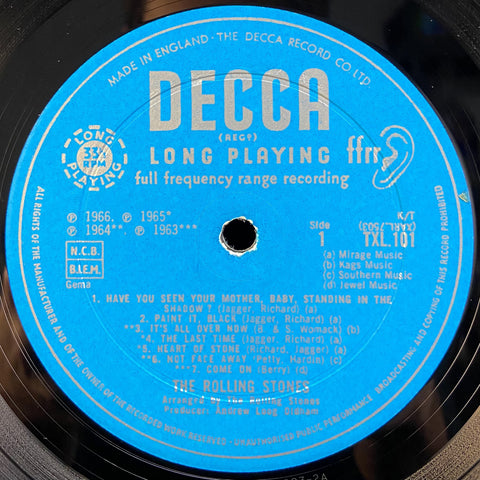 MADE IN ENGLAND · THE DECCA RECORD CO LTD
DECCA
(REGD)
LONG PLAYING ffrr
full frequency range recording
LONG 33⅓ RPM PLAYING
Ⓟ 1966. Ⓟ 1965*
Ⓟ 1964** Ⓟ 1963***
N.C.B.
B.I.E.M.
Gema
K/T
(XARL.7503)
Side
1 TXL.101
(a) Mirage Music
(b) Kags Music
(c) Southern Music
(d) Jewel Music
1. HAVE YOU SEEN YOUR MOTHER, BABY, STANDING IN THE
SHADOW? (Jagger, Richard) (a)
2. PAINT IT, BLACK (Jagger, Richard) (a)
**3. IT'S ALL OVER NOW (B. & S. Womack) (b)
*4. THE LAST TIME (Jagger, Richard) (a)
*5. HEART OF STONE (Richard, Jagger) (a)
**6. NOT FADE AWAY (Petty, Hardin) (c)
***7. COME ON (Berry) (d)
THE ROLLING STONES
Arranged by The Rolling Stones
Producer: Andrew Loog Oldham
ALL RIGHTS OF THE MANUFACTURER AND OF THE OWNER OF THE RECORDED WORK RESERVED · UNAUTHORISED PUBLIC PERFORMANCE BROADCASTING AND COPYING OF THIS RECORD PROHIBITED